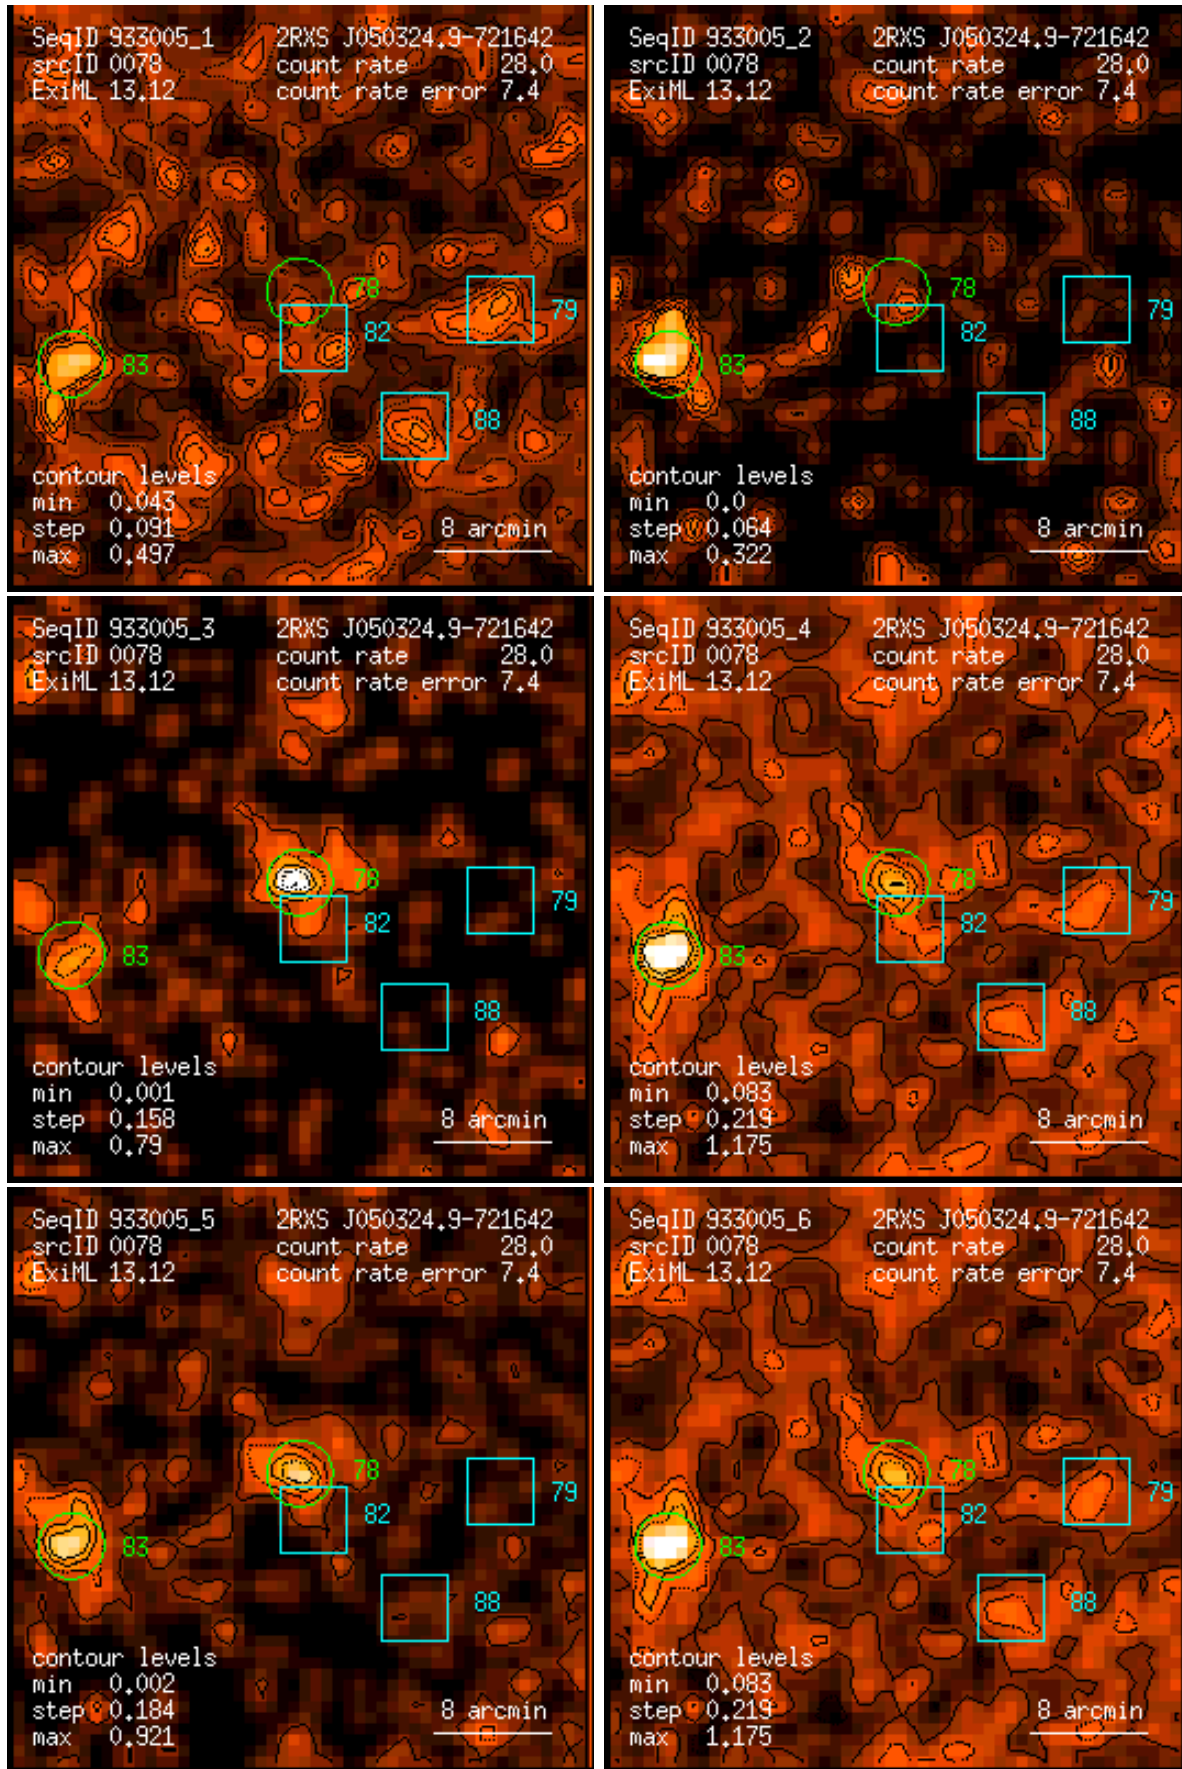 SeqID 933005_1 2RXS J050324.9-721642
srcID 0078 count rate 28.0
ExiML 13.12 count rate error 7.4
78
79
82
83
88
contour levels
min 0.043
step 0.091 8 arcmin
max 0.497
SeqID 933005_2 2RXS J050324.9-721642
srcID 0078 count rate 28.0
ExiML 13.12 count rate error 7.4
78
79
82
83
88
contour levels
min 0.0
step 0.064 8 arcmin
max 0.322
SeqID 933005_3 2RXS J050324.9-721642
srcID 0078 count rate 28.0
ExiML 13.12 count rate error 7.4
78
79
82
83
88
contour levels
min 0.001
step 0.158 8 arcmin
max 0.79
SeqID 933005_4 2RXS J050324.9-721642
srcID 0078 count rate 28.0
ExiML 13.12 count rate error 7.4
78
79
82
83
88
contour levels
min 0.083
step 0.219 8 arcmin
max 1.175
SeqID 933005_5 2RXS J050324.9-721642
srcID 0078 count rate 28.0
ExiML 13.12 count rate error 7.4
78
79
82
83
88
contour levels
min 0.002
step 0.184 8 arcmin
max 0.921
SeqID 933005_6 2RXS J050324.9-721642
srcID 0078 count rate 28.0
ExiML 13.12 count rate error 7.4
78
79
82
83
88
contour levels
min 0.083
step 0.219 8 arcmin
max 1.175